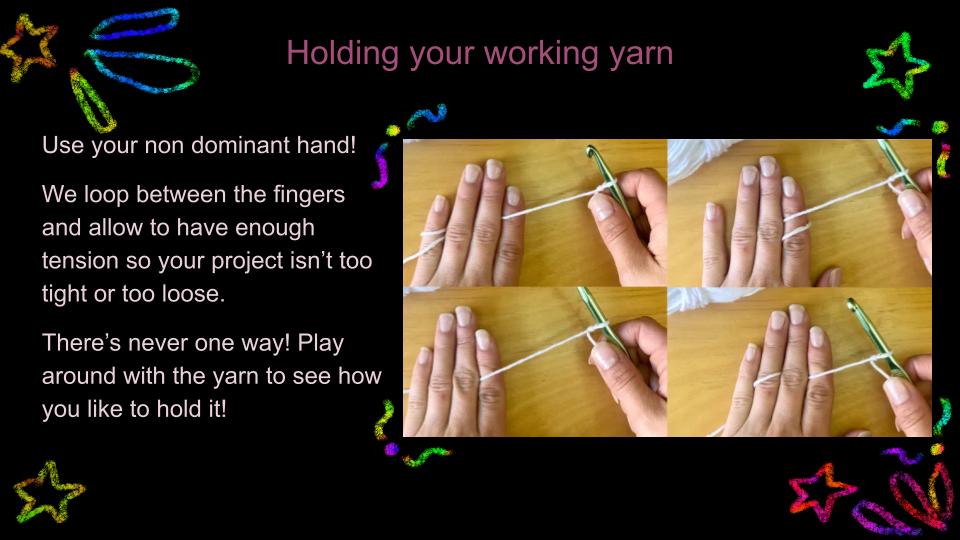 Holding your working yarn
Use your non dominant hand!
We loop between the fingers
and allow to have enough
tension so your project isn’t too
tight or too loose.
There’s never one way! Play
around with the yarn to see how
you like to hold it!